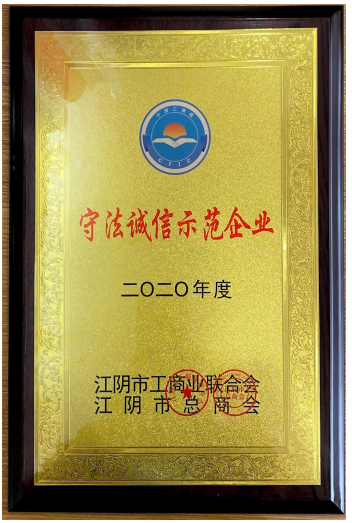 守法诚信示范企业
二〇二〇年度
江阴市工商业联合会
江阴市总商会